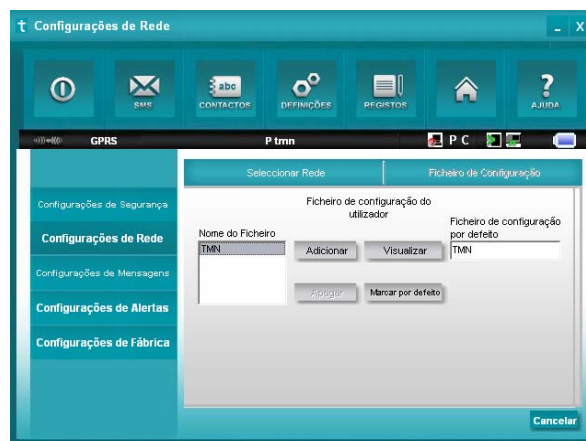 t Configurações de Rede
SMS
abc
CONTACTOS
DEFINIÇÕES
REGISTOS
?
AJUDA
GPRS
P tmn
P C
Seleccionar Rede
Ficheiro de Configuração
Configurações de Segurança
Configurações de Rede
Configurações de Mensagens
Configurações de Alertas
Configurações de Fábrica
Ficheiro de configuração do
utilizador
Nome do Ficheiro
TMN
Adicionar
Visualizar
Apagar
Marcar por defeito
Ficheiro de configuração
por defeito
TMN
Cancelar